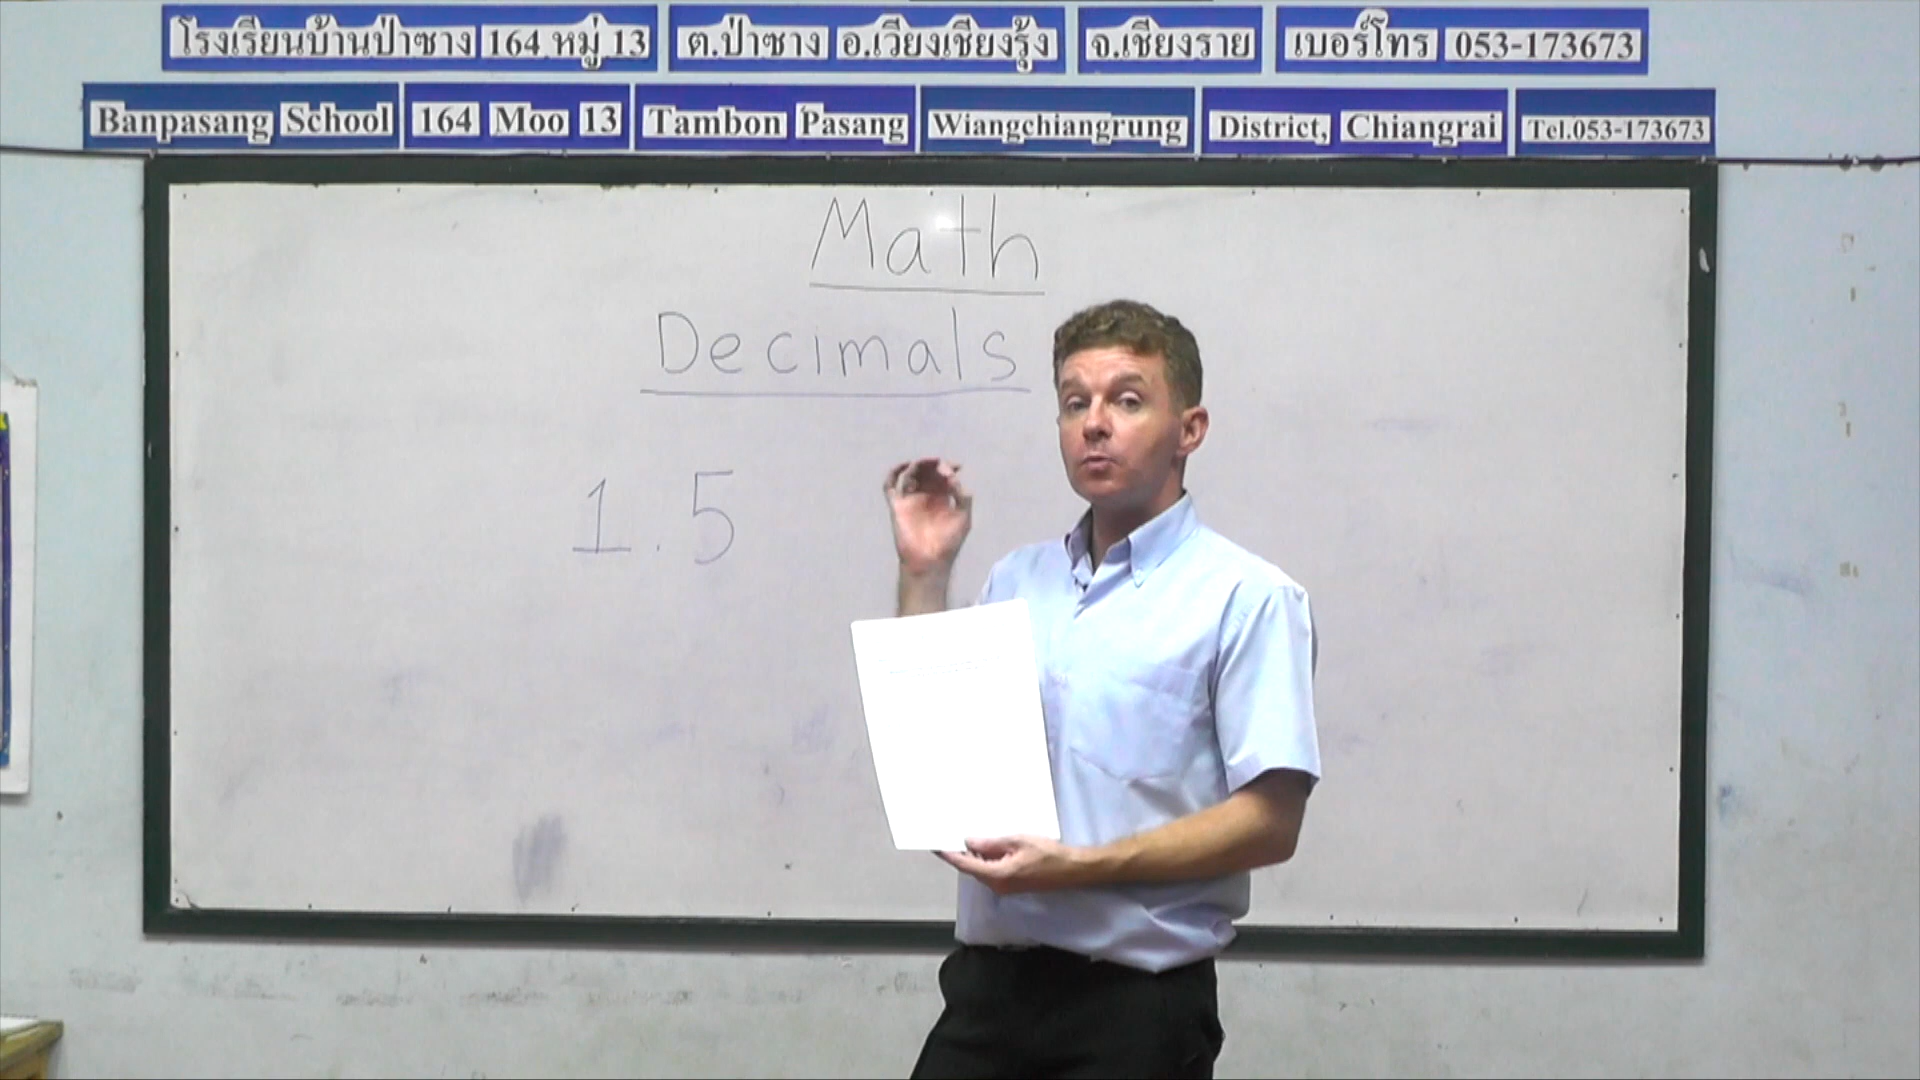 โรงเรียนบ้านป่าซาง 164 หมู่ 13 ต.ป่าซาง อ.เวียงเชียงรุ้ง จ.เชียงราย เบอร์โทร 053-173673
Banpasang School 164 Moo 13 Tambon Pasang Wiangchiangrung District, Chiangrai Tel.053-173673
Math
Decimals
1.5